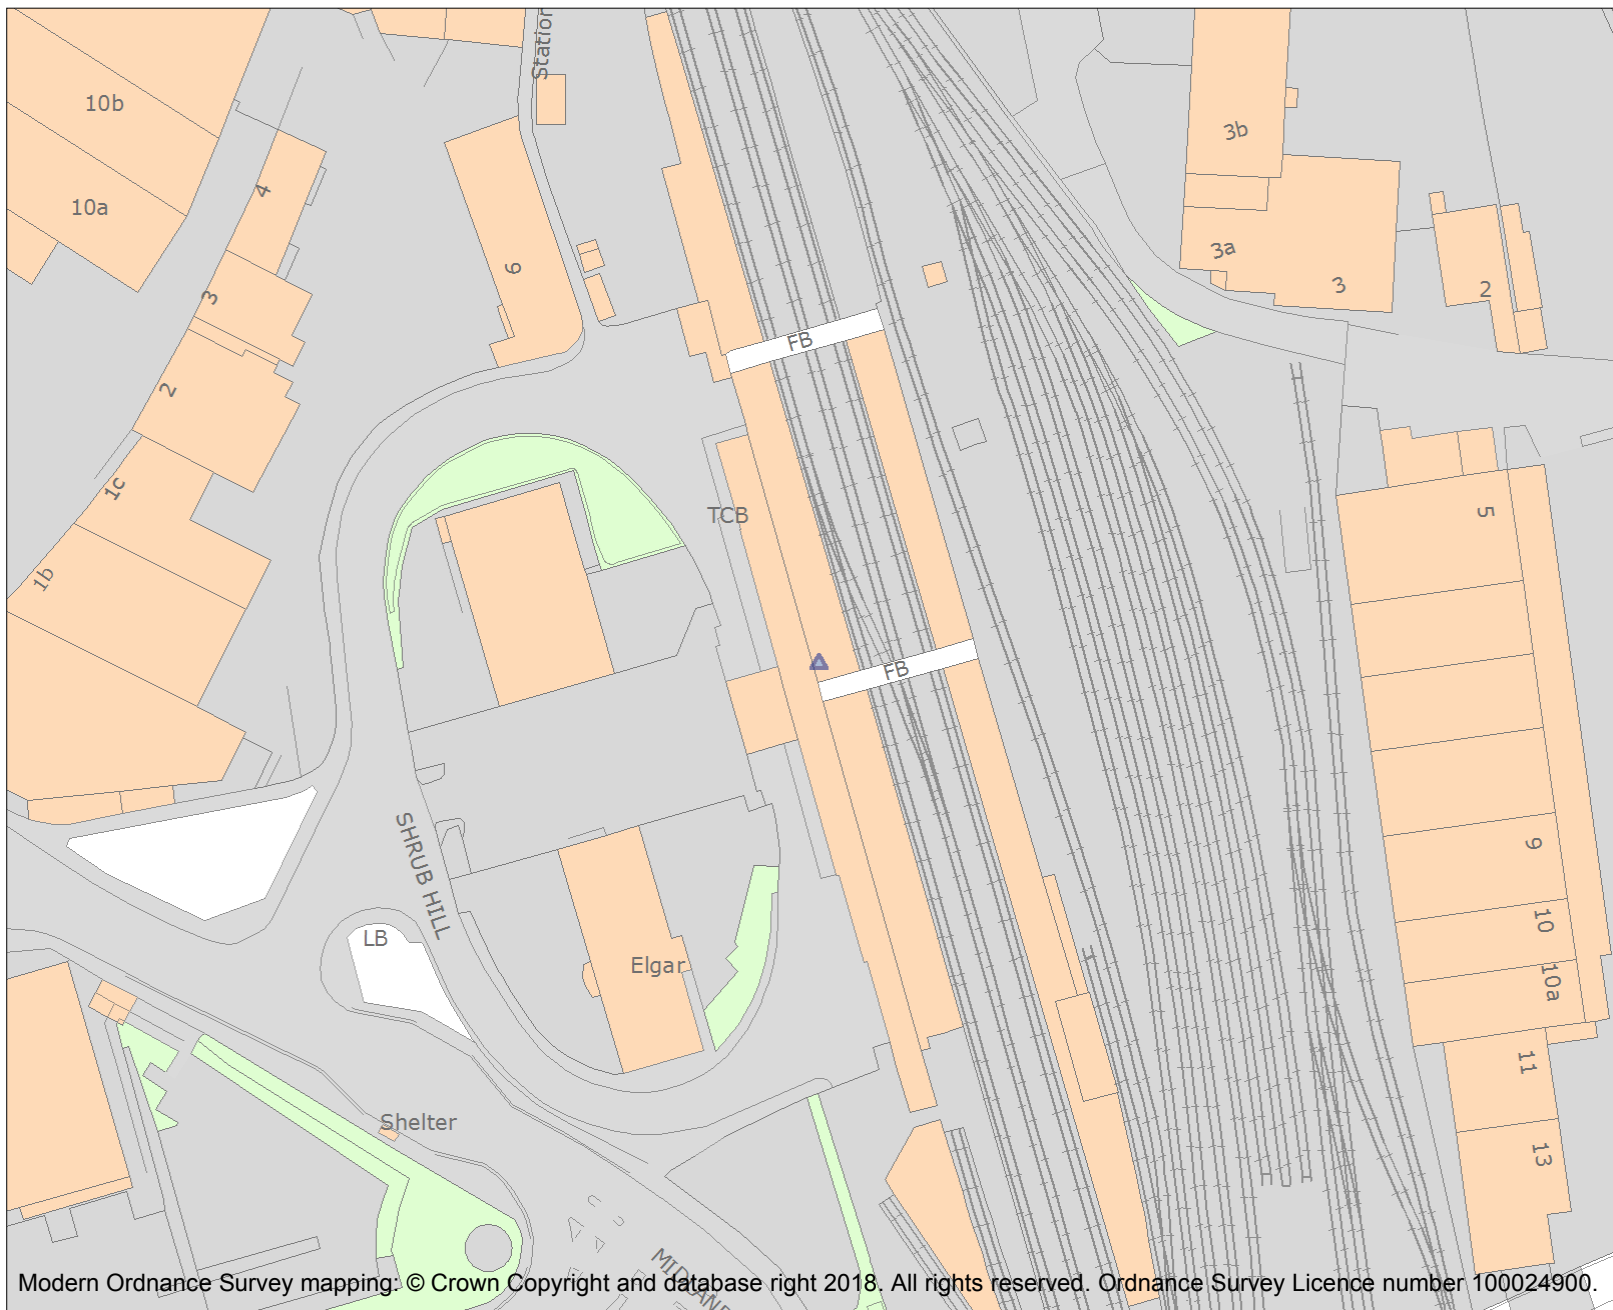 Station
10b
3b
4
10a
3a
6
3
3
2
FB
2
1c
5
TCB
1b
FB
SHRUB HILL
9
10
LB
Elgar
10a
11
Shelter
13
MIDLAND
Modern Ordnance Survey mapping: © Crown Copyright and database right 2018. All rights reserved. Ordnance Survey Licence number 100024900.